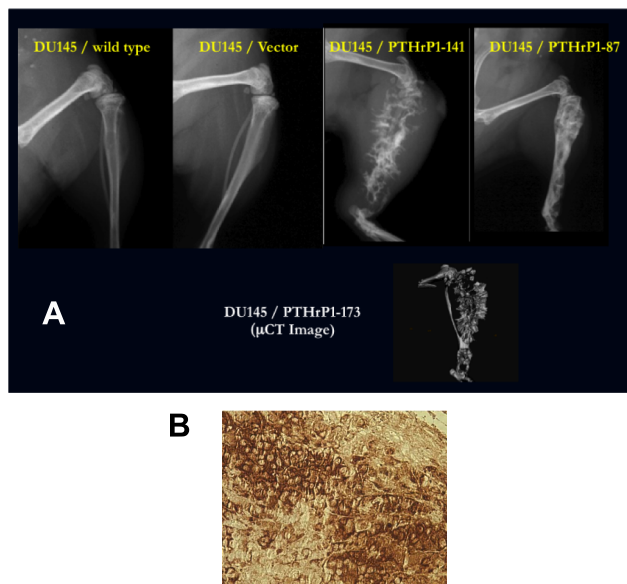 DU145 / wild type
DU145 / Vector
DU145 / PTHrP1-141
DU145 / PTHrP1-87
A
DU145 / PTHrP1-173
(μCT Image)
B